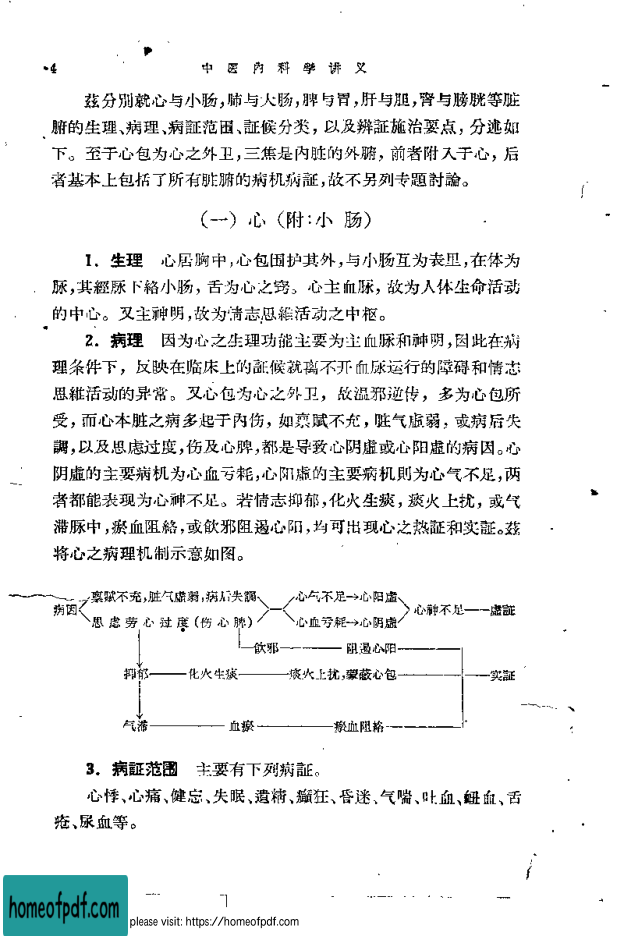 ·4 中医内科学讲义
茲分別就心与小肠,肺与大肠,脾与胃,肝与胆,腎与膀胱等脏
腑的生理、病理、病証范围、証候分类，以及辨証施治要点，分述如
下。至于心包为心之外卫,三焦是內脏的外腑，前者附入于心，后
者基本上包括了所有脏腑的病机病証,故不另列专題討論。
(一) 心 (附:小 肠)
1. 生理 心居胸中,心包围护其外,与小肠互为表里,在体为
脉,其經脉下絡小肠，舌为心之窍。心主血脉，故为人体生命活动
的中心。又主神明,故为情志思維活动之中枢。
2. 病理 因为心之生理功能主要为主血脉和神明,因此在病
理条件下，反映在临床上的証候就离不开血脉运行的障碍和情志
思維活动的异常。又心包为心之外卫，故温邪逆传，多为心包所
受，而心本脏之病多起于內伤，如禀賦不充，脏气虛弱，或病后失
調,以及思虑过度,伤及心脾,都是导致心阴虛或心阳虛的病因。心
阴虛的主要病机为心血亏耗,心阳虛的主要病机則为心气不足,两
者都能表现为心神不足。若情志抑郁,化火生痰，痰火上扰，或气
滞脉中,瘀血阻絡,或飲邪阻遏心阳,均可出现心之热証和实証。茲
将心之病理机制示意如图。
病因
禀賦不充,脏气虛弱,病后失調
思虑劳心过度(伤心脾)
心气不足→心阳虛
心血亏耗→心阴虛
心神不足——虛証
飲邪 阻遏心阳
抑郁 化火生痰 痰火上扰,蒙蔽心包 实証
气滞 血瘀 瘀血阻絡
3. 病証范围 主要有下列病証。
心悸、心痛、健忘、失眠、遺精、癲狂、昏迷、气喘、吐血、衄血、舌
疮、尿血等。
homeofpdf.com
please visit: https://homeofpdf.com